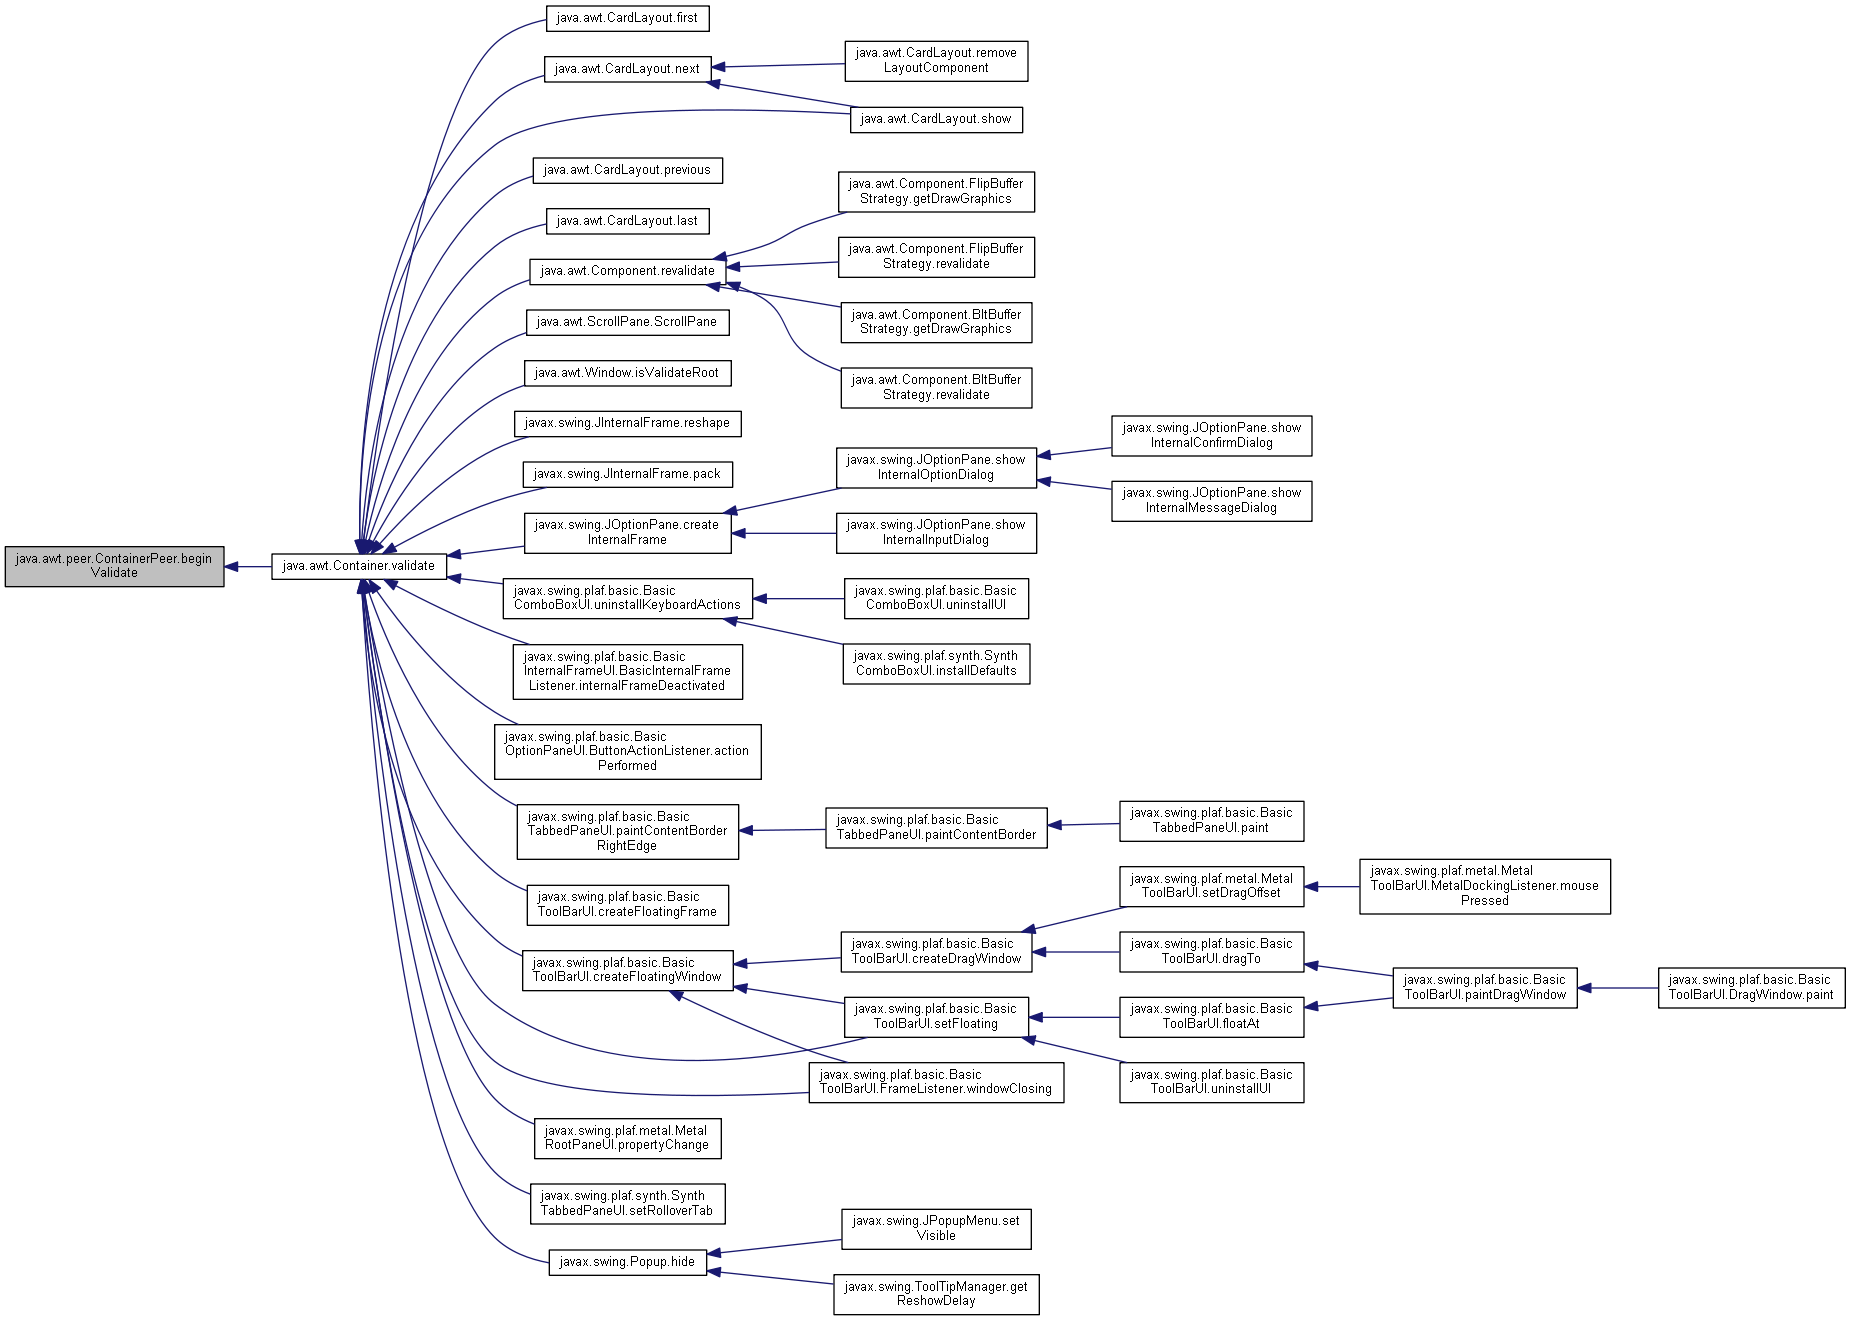 java.awt.peer.ContainerPeer.begin
Validate
java.awt.Container.validate
java.awt.CardLayout.first
java.awt.CardLayout.next
java.awt.CardLayout.remove
LayoutComponent
java.awt.CardLayout.show
java.awt.CardLayout.previous
java.awt.CardLayout.last
java.awt.Component.revalidate
java.awt.Component.FlipBuffer
Strategy.getDrawGraphics
java.awt.Component.FlipBuffer
Strategy.revalidate
java.awt.Component.BltBuffer
Strategy.getDrawGraphics
java.awt.Component.BltBuffer
Strategy.revalidate
java.awt.ScrollPane.ScrollPane
java.awt.Window.isValidateRoot
javax.swing.JInternalFrame.reshape
javax.swing.JInternalFrame.pack
javax.swing.JOptionPane.create
InternalFrame
javax.swing.JOptionPane.show
InternalOptionDialog
javax.swing.JOptionPane.show
InternalConfirmDialog
javax.swing.JOptionPane.show
InternalMessageDialog
javax.swing.JOptionPane.show
InternalInputDialog
javax.swing.plaf.basic.Basic
ComboBoxUI.uninstallKeyboardActions
javax.swing.plaf.basic.Basic
ComboBoxUI.uninstallUI
javax.swing.plaf.synth.Synth
ComboBoxUI.installDefaults
javax.swing.plaf.basic.Basic
InternalFrameUI.BasicInternalFrame
Listener.internalFrameDeactivated
javax.swing.plaf.basic.Basic
OptionPaneUI.ButtonActionListener.action
Performed
javax.swing.plaf.basic.Basic
TabbedPaneUI.paintContentBorder
RightEdge
javax.swing.plaf.basic.Basic
TabbedPaneUI.paintContentBorder
javax.swing.plaf.basic.Basic
TabbedPaneUI.paint
javax.swing.plaf.basic.Basic
ToolBarUI.createFloatingFrame
javax.swing.plaf.basic.Basic
ToolBarUI.createFloatingWindow
javax.swing.plaf.basic.Basic
ToolBarUI.createDragWindow
javax.swing.plaf.metal.Metal
ToolBarUI.setDragOffset
javax.swing.plaf.metal.Metal
ToolBarUI.MetalDockingListener.mouse
Pressed
javax.swing.plaf.basic.Basic
ToolBarUI.dragTo
javax.swing.plaf.basic.Basic
ToolBarUI.paintDragWindow
javax.swing.plaf.basic.Basic
ToolBarUI.DragWindow.paint
javax.swing.plaf.basic.Basic
ToolBarUI.setFloating
javax.swing.plaf.basic.Basic
ToolBarUI.floatAt
javax.swing.plaf.basic.Basic
ToolBarUI.uninstallUI
javax.swing.plaf.basic.Basic
ToolBarUI.FrameListener.windowClosing
javax.swing.plaf.metal.Metal
RootPaneUI.propertyChange
javax.swing.plaf.synth.Synth
TabbedPaneUI.setRolloverTab
javax.swing.Popup.hide
javax.swing.JPopupMenu.set
Visible
javax.swing.ToolTipManager.get
ReshowDelay